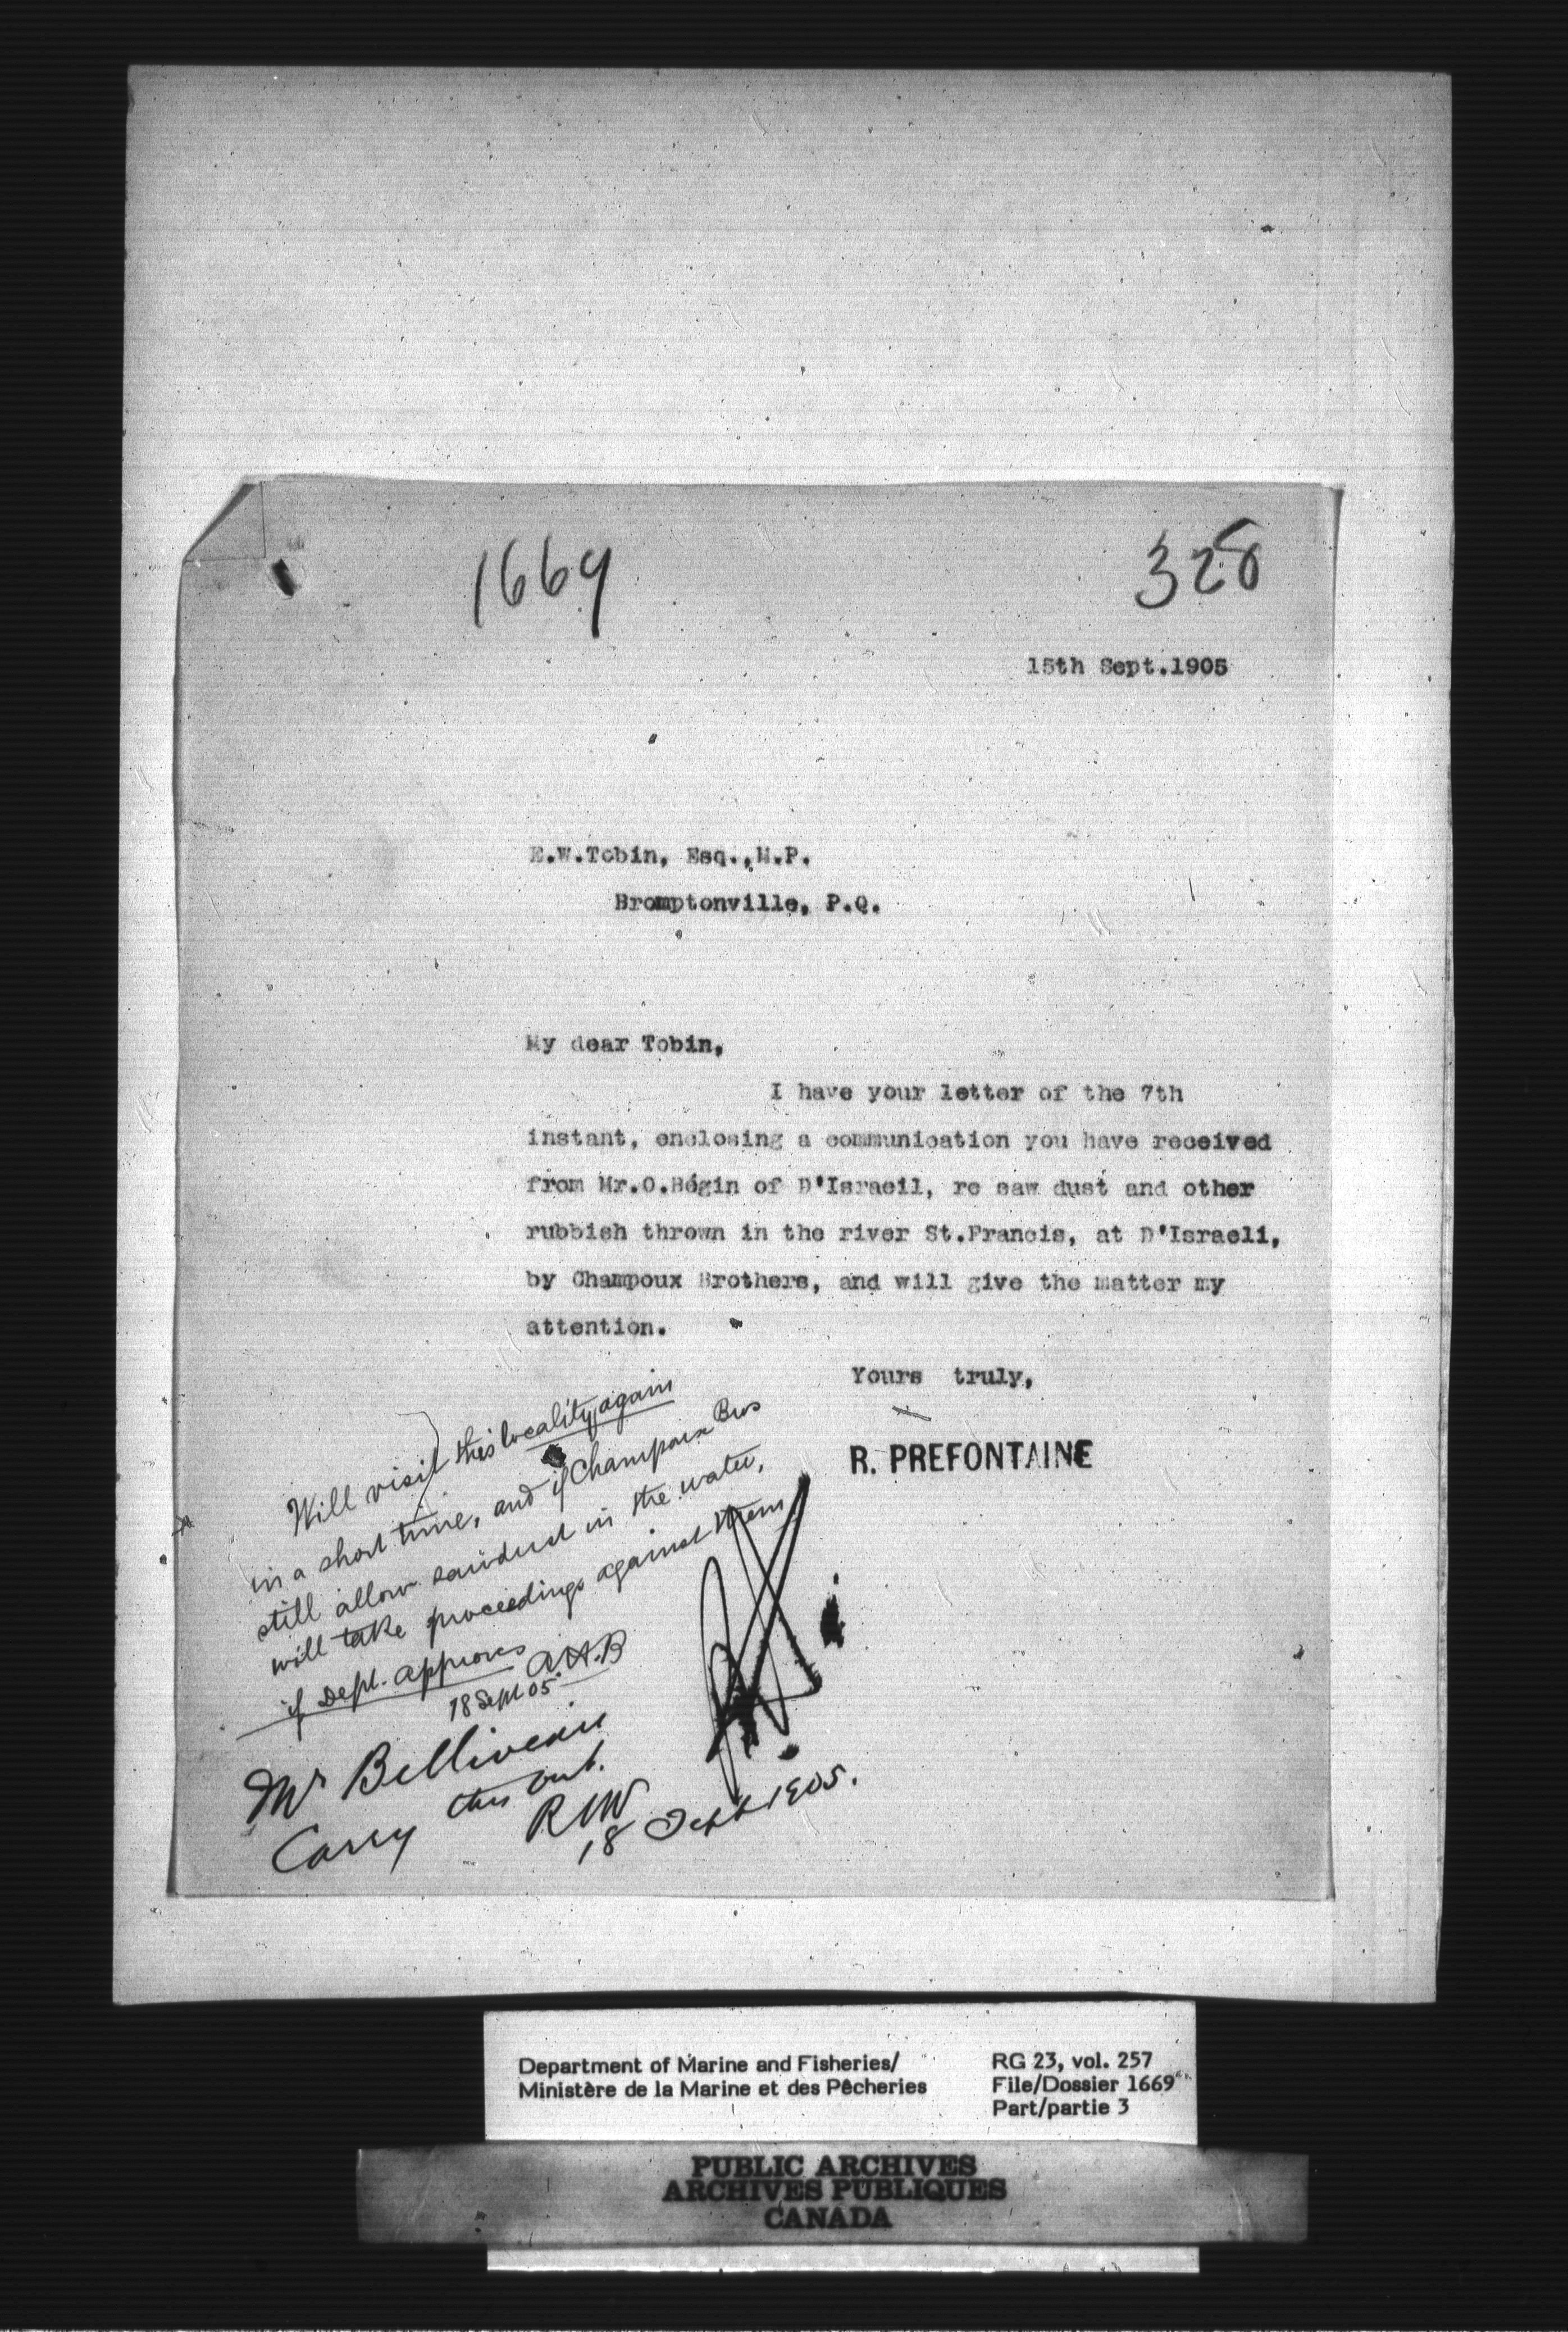 1669
328
15th Sept.1905
E.W.Tobin, Esq.,M.P.
Bromptonville, P.Q.
My dear Tobin,
I have your letter of the 7th
instant, enclosing a communication you have received
from Mr.O.Bégin of D'Israeil, re saw dust and other
rubbish thrown in the river St.Francis, at D'Israeli,
by Champoux Brothers, and will give the matter my
attention.
Yours truly,
R. PREFONTAINE
Will visit this locality again
in a short time, and if Champoux Bros
still allow sawdust in the water,
will take proceedings against them
if Dept. approves A.H.B
18 Sept 05
Mr Belliveau
Carry this out.
RNV
18 Sept 1905.
Department of Marine and Fisheries/
Ministère de la Marine et des Pêcheries
RG 23, vol. 257
File/Dossier 1669
Part/partie 3
PUBLIC ARCHIVES
ARCHIVES PUBLIQUES
CANADA